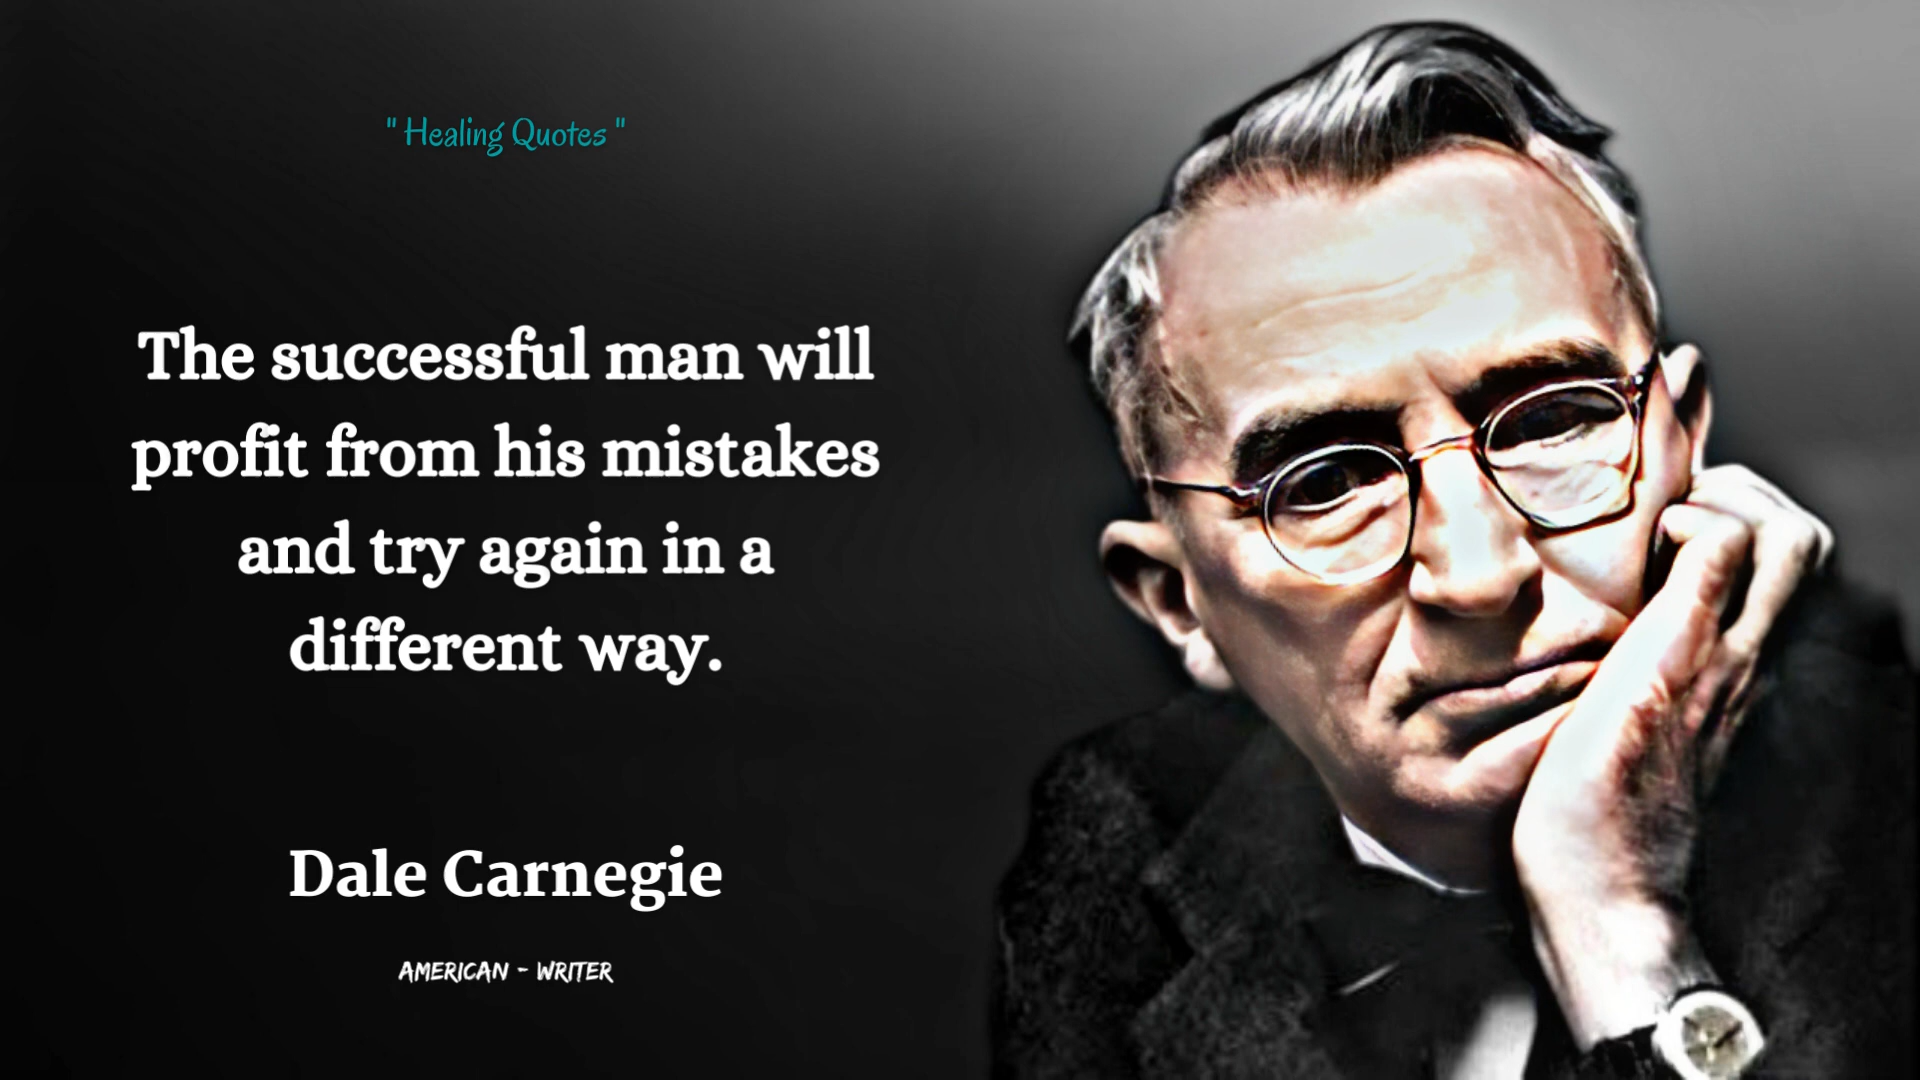 " Healing Quotes "
The successful man will
profit from his mistakes
and try again in a
different way.
Dale Carnegie
AMERICAN - WRITER